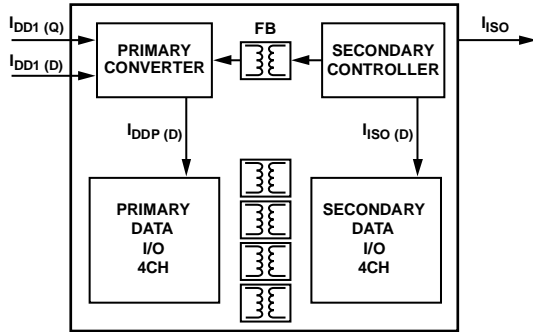 IDD1 (Q)
IDD1 (D)
PRIMARY
CONVERTER
FB
SECONDARY
CONTROLLER
IISO
IDDP (D)
IISO (D)
PRIMARY
DATA
I/O
4CH
SECONDARY
DATA
I/O
4CH